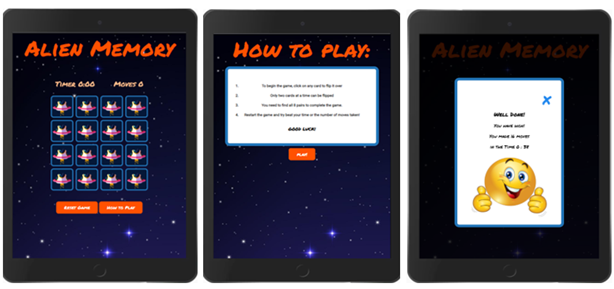 Alien Memory
Timer 0:00 Moves 0
Reset Game How to Play
How to play:
1. To begin the game, click on any card to flip it over
2. Only two cards at a time can be flipped
3. You need to find all 8 pairs to complete the game
4. Restart the game and try beat your time or the number of moves taken!
Good Luck!
Play
Alien Memory
X
Well Done!
You have won!
You made 16 moves
in the Time 0 : 38